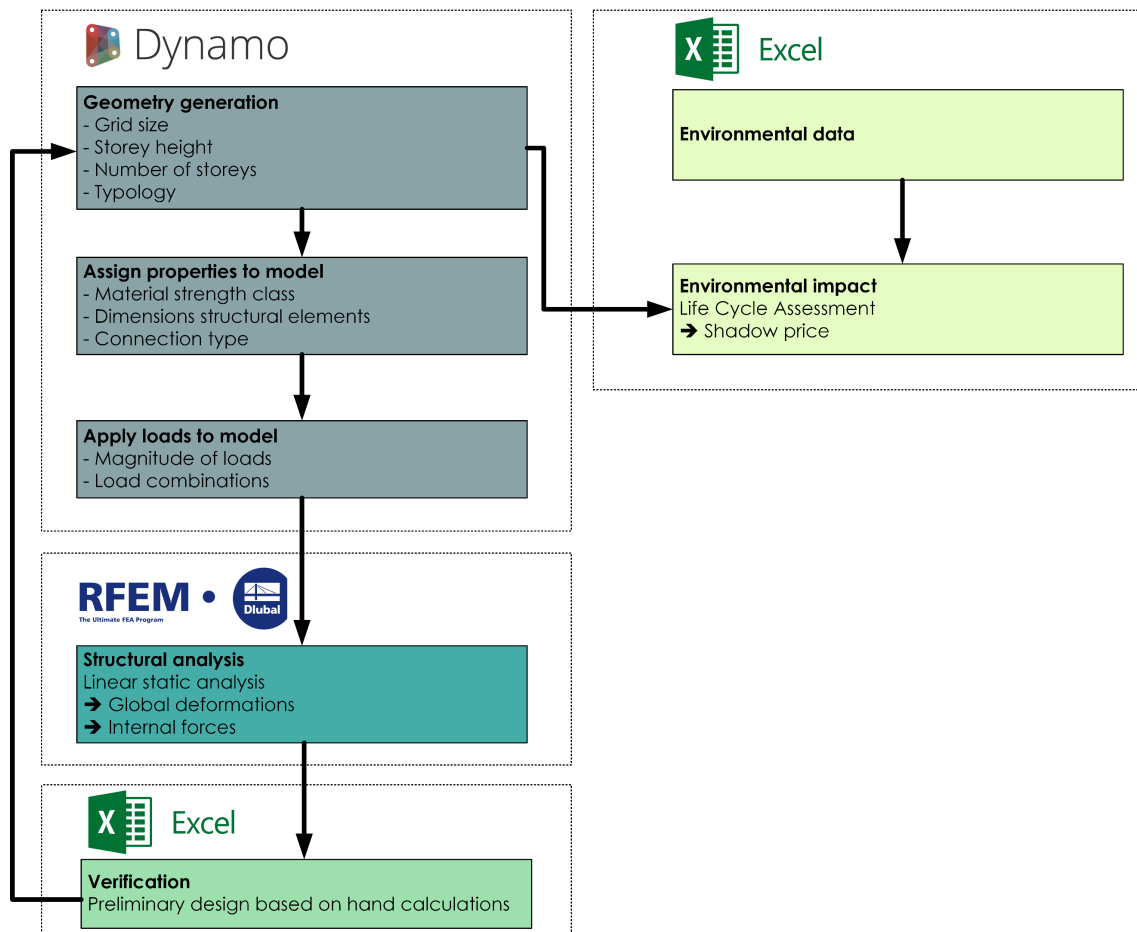 Dynamo
Geometry generation
- Grid size
- Storey height
- Number of storeys
- Typology
Assign properties to model
- Material strength class
- Dimensions structural elements
- Connection type
Apply loads to model
- Magnitude of loads
- Load combinations
RFEM •
The Ultimate FEA Program
Dlubal
Structural analysis
Linear static analysis
➔ Global deformations
➔ Internal forces
X Excel
Verification
Preliminary design based on hand calculations
X Excel
Environmental data
Environmental impact
Life Cycle Assessment
➔ Shadow price